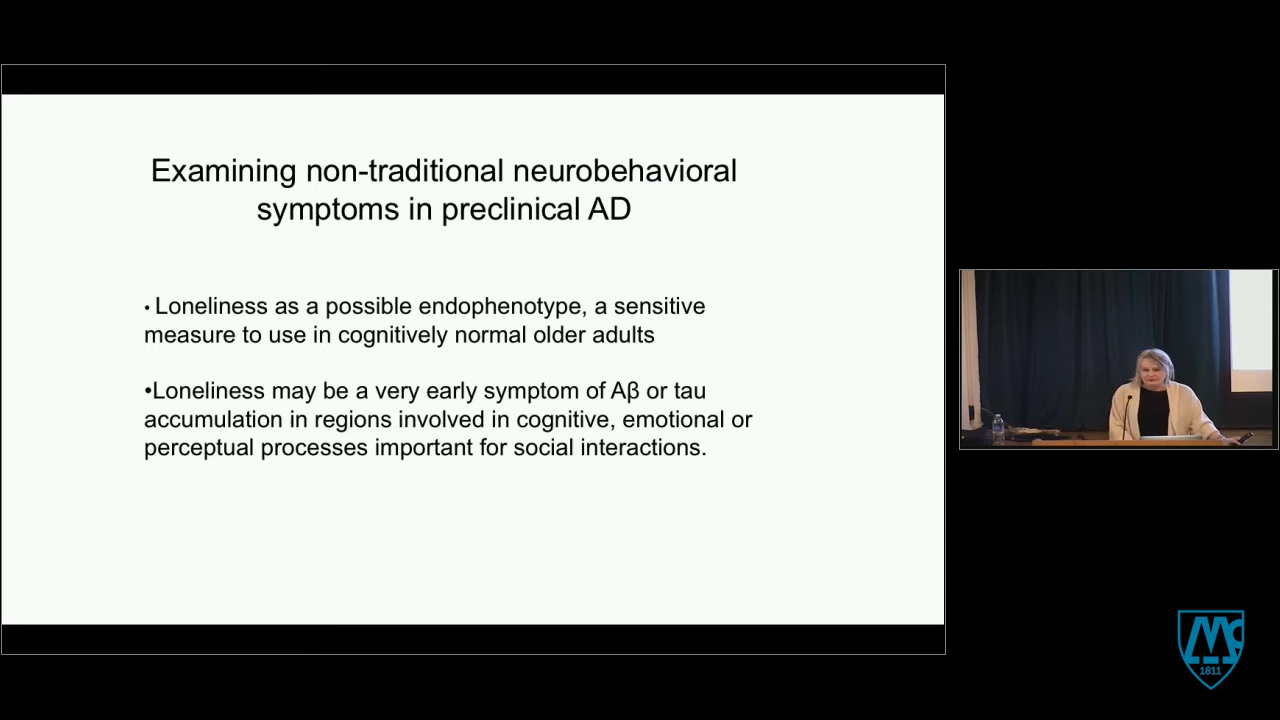 Examining non-traditional neurobehavioral
symptoms in preclinical AD
• Loneliness as a possible endophenotype, a sensitive
measure to use in cognitively normal older adults
•Loneliness may be a very early symptom of Aβ or tau
accumulation in regions involved in cognitive, emotional or
perceptual processes important for social interactions.
1811